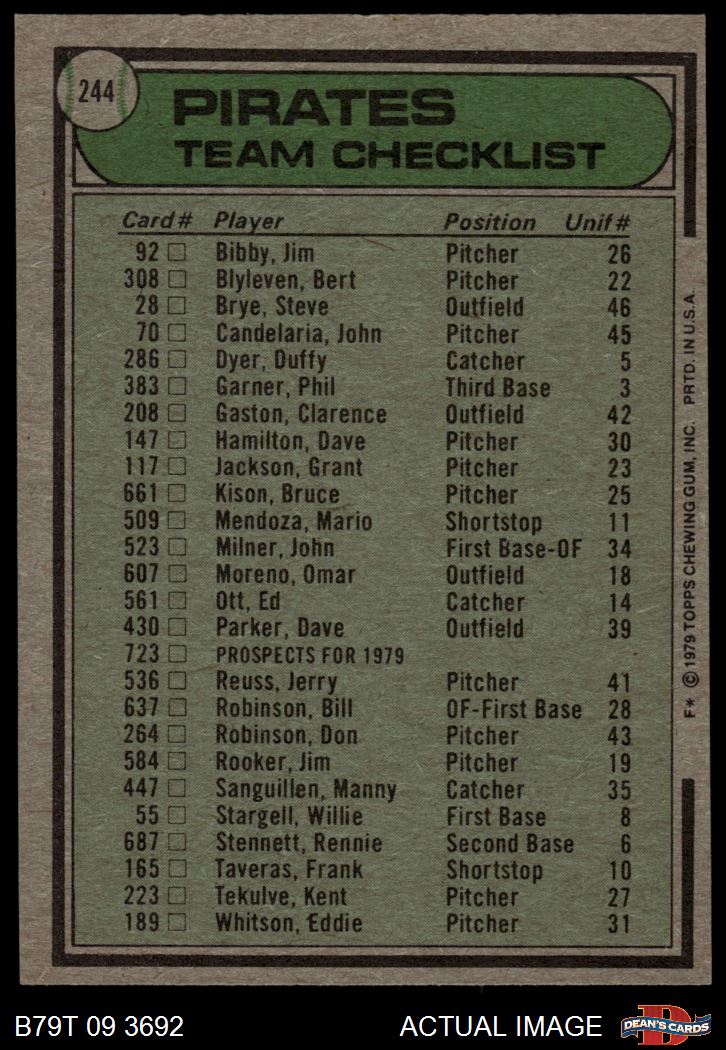 244
PIRATES
TEAM CHECKLIST
Card# Player Position Unif#
92 Bibby, Jim Pitcher 26
308 Blyleven, Bert Pitcher 22
28 Brye, Steve Outfield 46
70 Candelaria, John Pitcher 45
286 Dyer, Duffy Catcher 5
383 Garner, Phil Third Base 3
208 Gaston, Clarence Outfield 42
147 Hamilton, Dave Pitcher 30
117 Jackson, Grant Pitcher 23
661 Kison, Bruce Pitcher 25
509 Mendoza, Mario Shortstop 11
523 Milner, John First Base-OF 34
607 Moreno, Omar Outfield 18
561 Ott, Ed Catcher 14
430 Parker, Dave Outfield 39
723 PROSPECTS FOR 1979
536 Reuss, Jerry Pitcher 41
637 Robinson, Bill OF-First Base 28
264 Robinson, Don Pitcher 43
584 Rooker, Jim Pitcher 19
447 Sanguillen, Manny Catcher 35
55 Stargell, Willie First Base 8
687 Stennett, Rennie Second Base 6
165 Taveras, Frank Shortstop 10
223 Tekulve, Kent Pitcher 27
189 Whitson, Eddie Pitcher 31
F* © 1979 TOPPS CHEWING GUM, INC. PRTD. IN U.S.A.
B79T 09 3692 ACTUAL IMAGE
D
DEAN'S CARDS